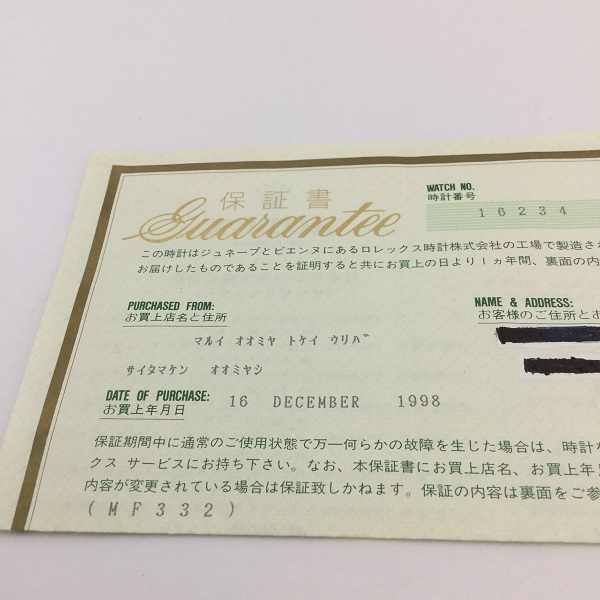 保証書
Guarantee
WATCH NO.
時計番号
16234
この時計はジュネーブとビエンヌにあるロレックス時計株式会社の工場で製造さ
お届けしたものであることを証明すると共にお買上の日より1ヵ年間、裏面の内
PURCHASED FROM:
お買上店名と住所
NAME & ADDRESS:
お客様のご住所とお
マルイ オオミヤ トケイ ウリバ
サイタマケン オオミヤシ
DATE OF PURCHASE:
お買上年月日
16 DECEMBER 1998
保証期間中に通常のご使用状態で万一何らかの故障を生じた場合は、時計
クス サービスにお持ち下さい。なお、本保証書にお買上店名、お買上年
内容が変更されている場合は保証致しかねます。保証の内容は裏面をご参
(MF332)